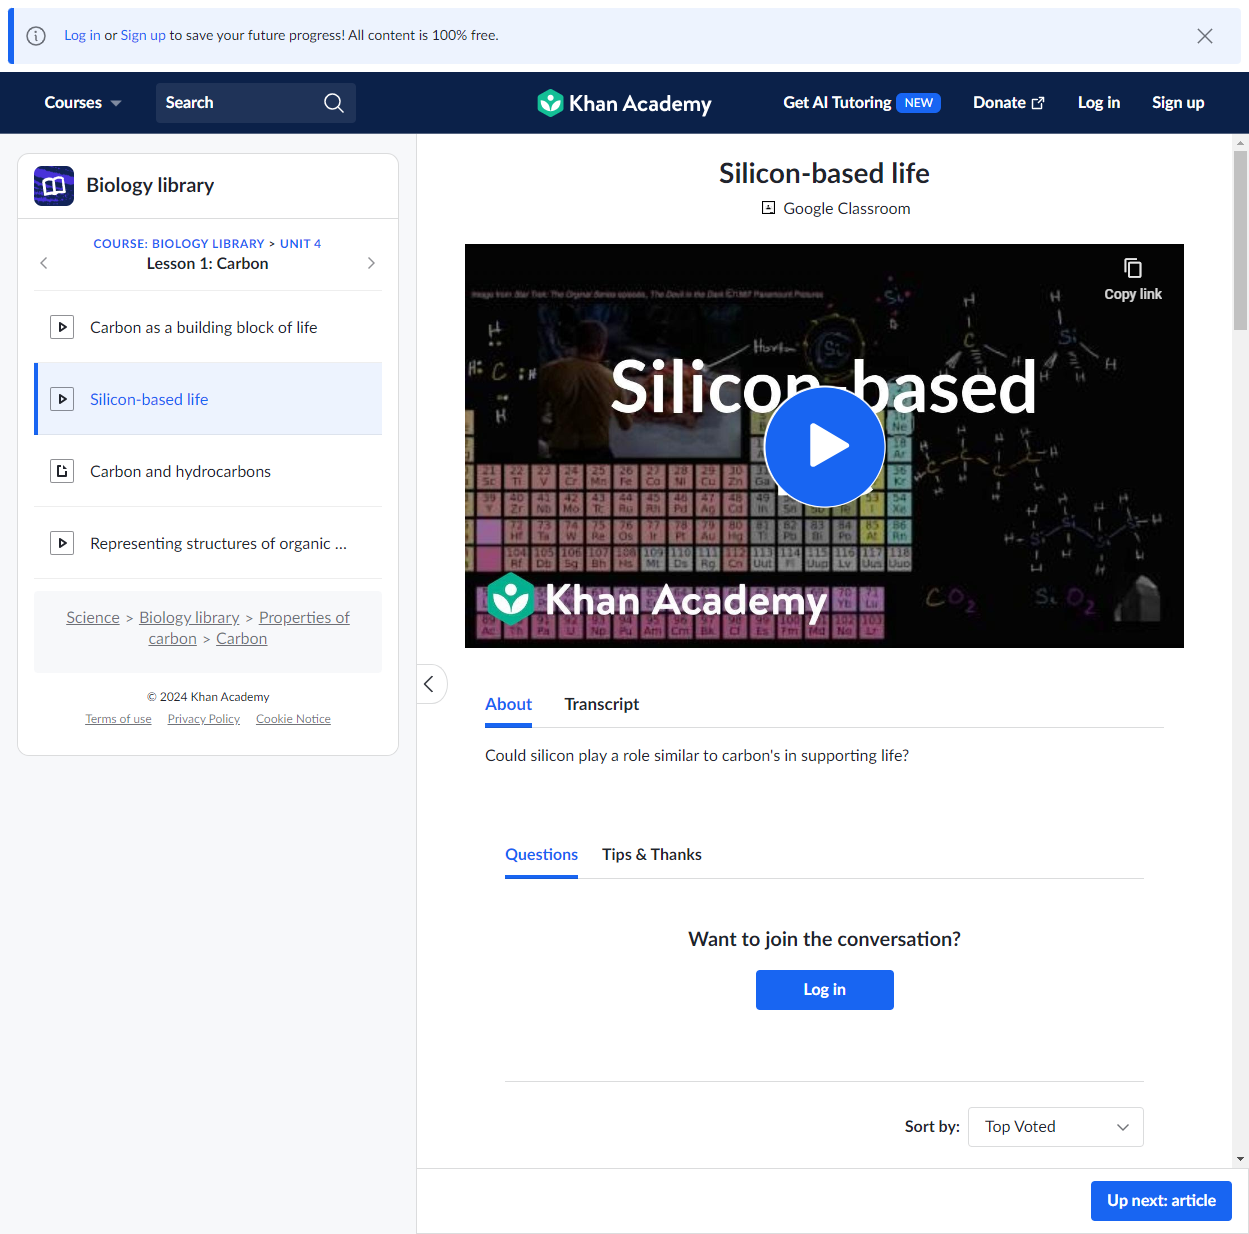 Log in or Sign up to save your future progress! All content is 100% free.
Courses
Search
Khan Academy
Get AI Tutoring NEW
Donate
Log in
Sign up
Biology library
COURSE: BIOLOGY LIBRARY > UNIT 4
Lesson 1: Carbon
Carbon as a building block of life
Silicon-based life
Carbon and hydrocarbons
Representing structures of organic ...
Science > Biology library > Properties of
carbon > Carbon
© 2024 Khan Academy
Terms of use Privacy Policy Cookie Notice
Silicon-based life
Google Classroom
Copy link
Silicon-based
Khan Academy
About Transcript
Could silicon play a role similar to carbon's in supporting life?
Questions Tips & Thanks
Want to join the conversation?
Log in
Sort by: Top Voted
Up next: article